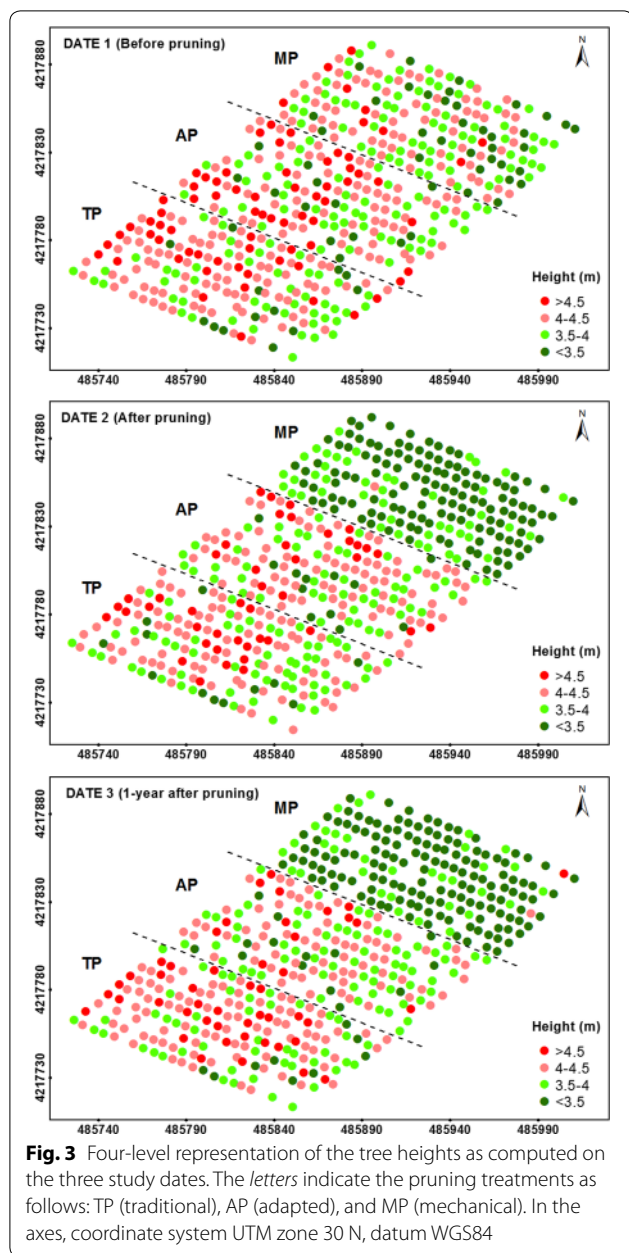 DATE 1 (Before pruning)
MP
N
AP
TP
4217880
4217830
4217780
4217730
Height (m)
>4.5
4-4.5
3.5-4
<3.5
485740 485790 485840 485890 485940 485990
DATE 2 (After pruning)
MP
N
AP
TP
4217880
4217830
4217780
4217730
Height (m)
>4.5
4-4.5
3.5-4
<3.5
485740 485790 485840 485890 485940 485990
DATE 3 (1-year after pruning)
MP
N
AP
TP
4217880
4217830
4217780
4217730
Height (m)
>4.5
4-4.5
3.5-4
<3.5
485740 485790 485840 485890 485940 485990
Fig. 3 Four-level representation of the tree heights as computed on
the three study dates. The letters indicate the pruning treatments as
follows: TP (traditional), AP (adapted), and MP (mechanical). In the
axes, coordinate system UTM zone 30 N, datum WGS84